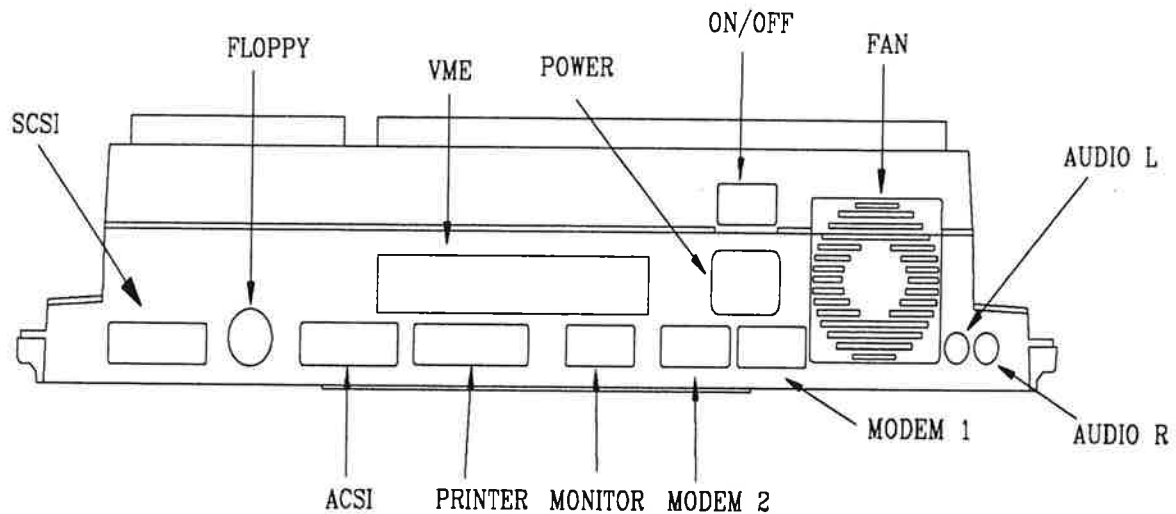 ON/OFF
FLOPPY
FAN
VME
POWER
SCSI
AUDIO L
MODEM 1
AUDIO R
ACSI
PRINTER
MONITOR
MODEM 2